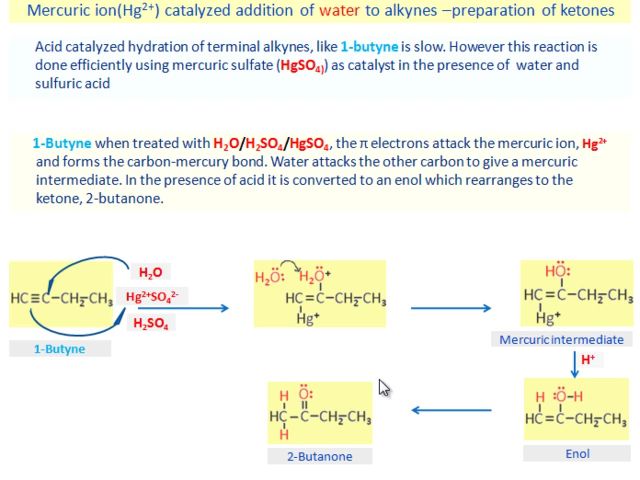 Mercuric ion(Hg²⁺) catalyzed addition of water to alkynes –preparation of ketones
Acid catalyzed hydration of terminal alkynes, like 1-butyne is slow. However this reaction is
done efficiently using mercuric sulfate (HgSO₄)) as catalyst in the presence of water and
sulfuric acid
1-Butyne when treated with H₂O/H₂SO₄/HgSO₄, the π electrons attack the mercuric ion, Hg²⁺
and forms the carbon-mercury bond. Water attacks the other carbon to give a mercuric
intermediate. In the presence of acid it is converted to an enol which rearranges to the
ketone, 2-butanone.
H₂O
HC≡C–CH₂–CH₃
Hg²⁺SO₄²⁻
H₂SO₄
1-Butyne
H₂Ö: H₂Ö⁺
HC=C–CH₂–CH₃
Hg⁺
HÖ:
HC=C–CH₂–CH₃
Hg⁺
Mercuric intermediate
H⁺
H Ö:
HC–C–CH₂–CH₃
H
2-Butanone
H :Ö–H
HC=C–CH₂–CH₃
Enol